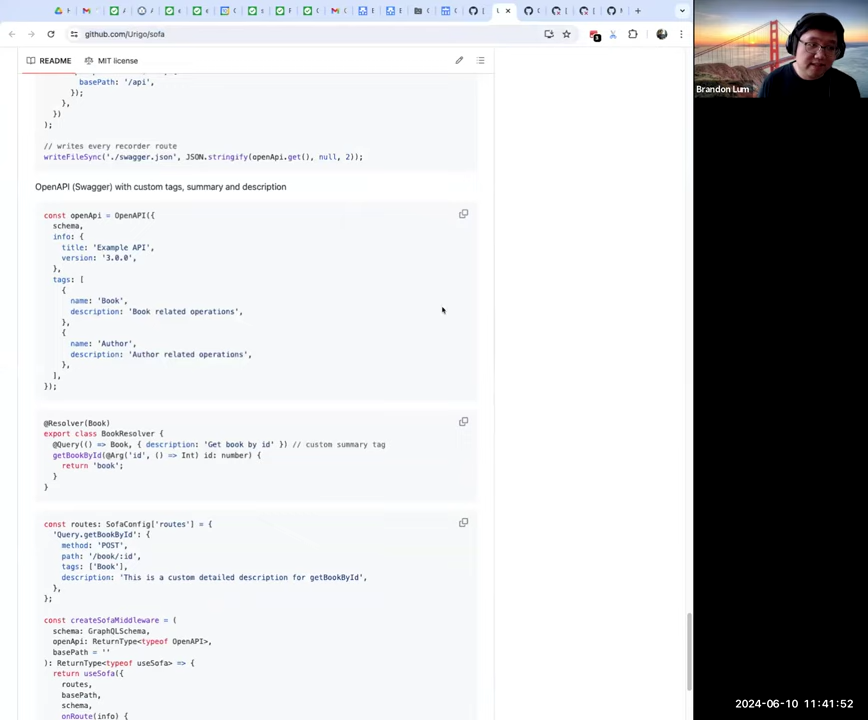 github.com/Urigo/sofa
README
MIT license
basePath: '/api',
});
},
})
);
// writes every recorder route
writeFileSync('./swagger.json', JSON.stringify(openApi.get(), null, 2));
OpenAPI (Swagger) with custom tags, summary and description
const openApi = OpenAPI({
schema,
info: {
title: 'Example API',
version: '3.0.0',
},
tags: [
{
name: 'Book',
description: 'Book related operations',
},
{
name: 'Author',
description: 'Author related operations',
},
],
});
@Resolver(Book)
export class BookResolver {
@Query(() => Book, { description: 'Get book by id' }) // custom summary tag
getBookById(@Arg('id', () => Int) id: number) {
return 'book';
}
}
const routes: SofaConfig['routes'] = {
'Query.getBookById': {
method: 'POST',
path: '/book/:id',
tags: ['Book'],
description: 'This is a custom detailed description for getBookById',
},
};
const createSofaMiddleware = (
schema: GraphQLSchema,
openApi: ReturnType<typeof OpenAPI>,
basePath = ''
): ReturnType<typeof useSofa> => {
return useSofa({
routes,
basePath,
schema,
onRoute(info) {
Brandon Lum
2024-06-10 11:41:52